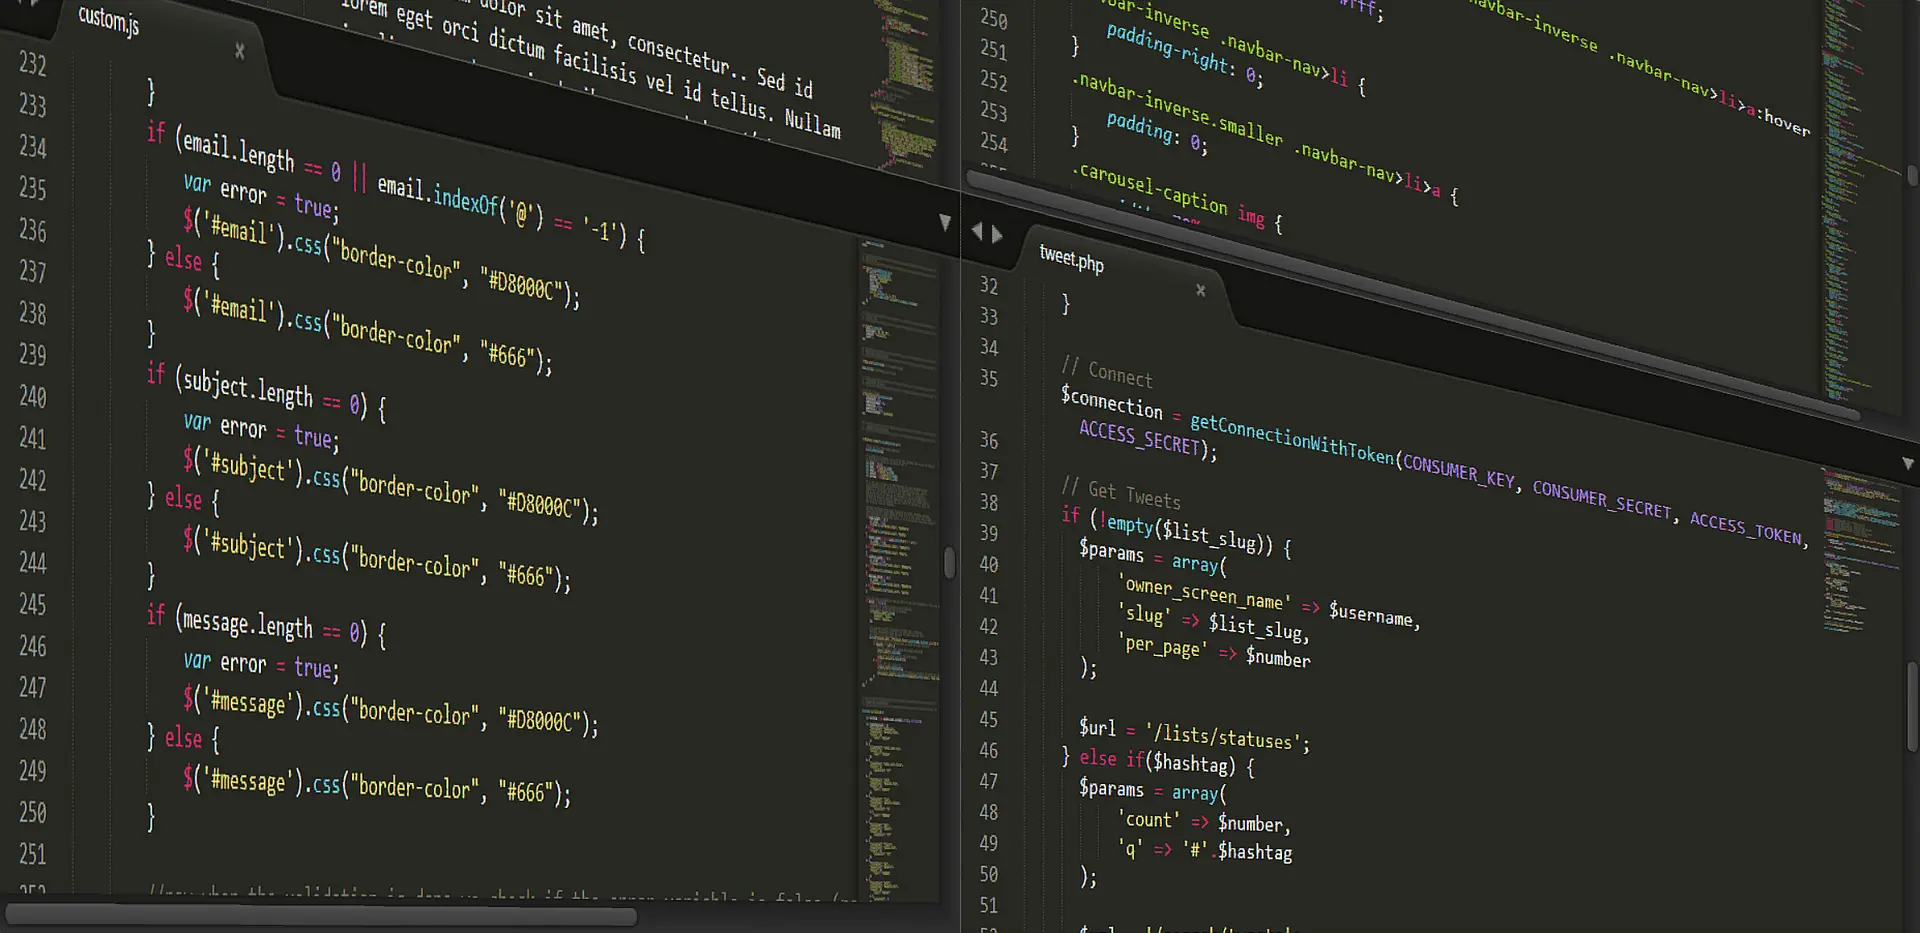 custom.js
232
233
234
235
236
237
238
239
240
241
242
243
244
245
246
247
248
249
250
251
}
if (email.length == 0 || email.indexOf('@') == '-1') {
var error = true;
$('#email').css("border-color", "#D8000C");
} else {
$('#email').css("border-color", "#666");
}
if (subject.length == 0) {
var error = true;
$('#subject').css("border-color", "#D8000C");
} else {
$('#subject').css("border-color", "#666");
}
if (message.length == 0) {
var error = true;
$('#message').css("border-color", "#D8000C");
} else {
$('#message').css("border-color", "#666");
}
dolor sit amet, consectetur.. Sed id
lorem eget orci dictum facilisis vel id tellus. Nullam
250
251
252
253
254
.navbar-inverse .navbar-nav>li>a:hover
.navbar-inverse .navbar-nav>li {
padding-right: 0;
}
.navbar-inverse.smaller .navbar-nav>li>a {
padding: 0;
}
.carousel-caption img {
tweet.php
32
33
34
35
36
37
38
39
40
41
42
43
44
45
46
47
48
49
50
51
}
// Connect
$connection = getConnectionWithToken(CONSUMER_KEY, CONSUMER_SECRET, ACCESS_TOKEN,
ACCESS_SECRET);
// Get Tweets
if (!empty($list_slug)) {
$params = array(
'owner_screen_name' => $username,
'slug' => $list_slug,
'per_page' => $number
);
$url = '/lists/statuses';
} else if($hashtag) {
$params = array(
'count' => $number,
'q' => '#'.$hashtag
);